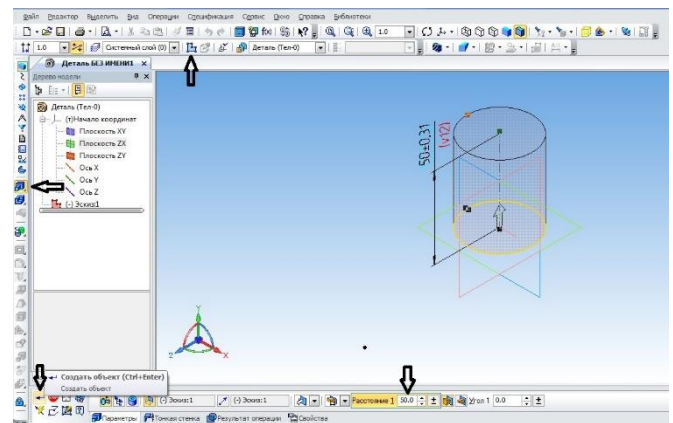 Файл Редактор Выделить Вид Операции Спецификация Сервис Окно Справка Библиотеки
1.0
1.0 Системный слой (0) Деталь (Тел-0)
Деталь БЕЗ ИМЕНИ1
Дерево модели
Деталь (Тел-0)
(т)Начало координат
Плоскость XY
Плоскость ZX
Плоскость ZY
Ось X
Ось Y
Ось Z
(-) Эскиз:1
50±0,31
(v12)
Y
Z
X
Создать объект (Ctrl+Enter)
Создать объект
(-) Эскиз:1 (-) Эскиз:1 Расстояние 1 50.0 Угол 1 0.0
Параметры Тонкая стенка Результат операции Свойства